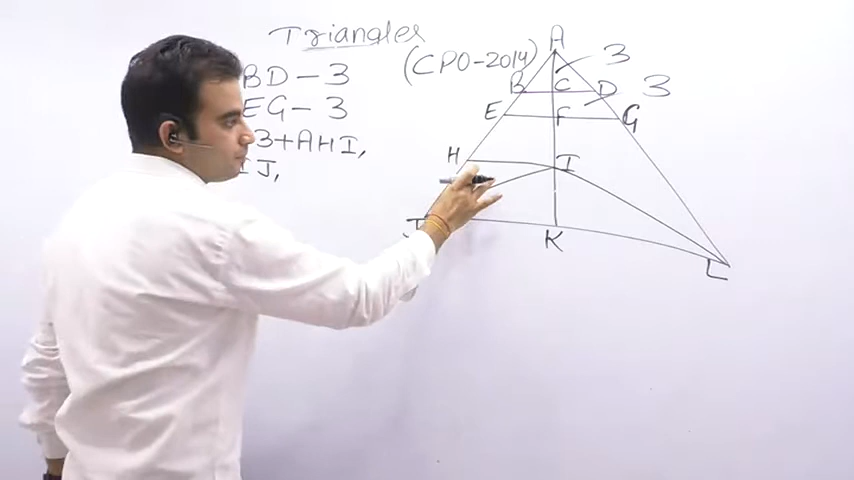 Triangles
(CPO-2014)
BD-3
EG-3
3+AHI,
IJ,
A
3
B C D 3
E F G
H I
J K
L